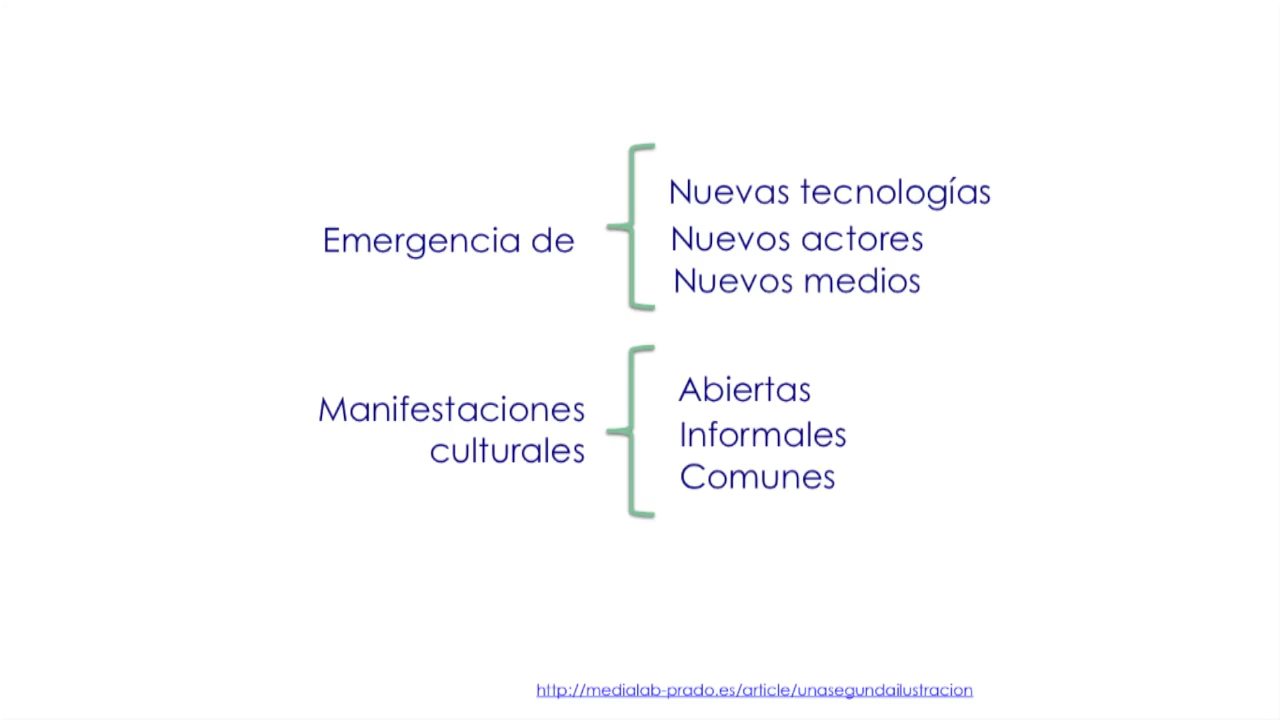 Emergencia de
Nuevas tecnologías
Nuevos actores
Nuevos medios
Manifestaciones
culturales
Abiertas
Informales
Comunes
http://medialab-prado.es/article/unasegundailustracion